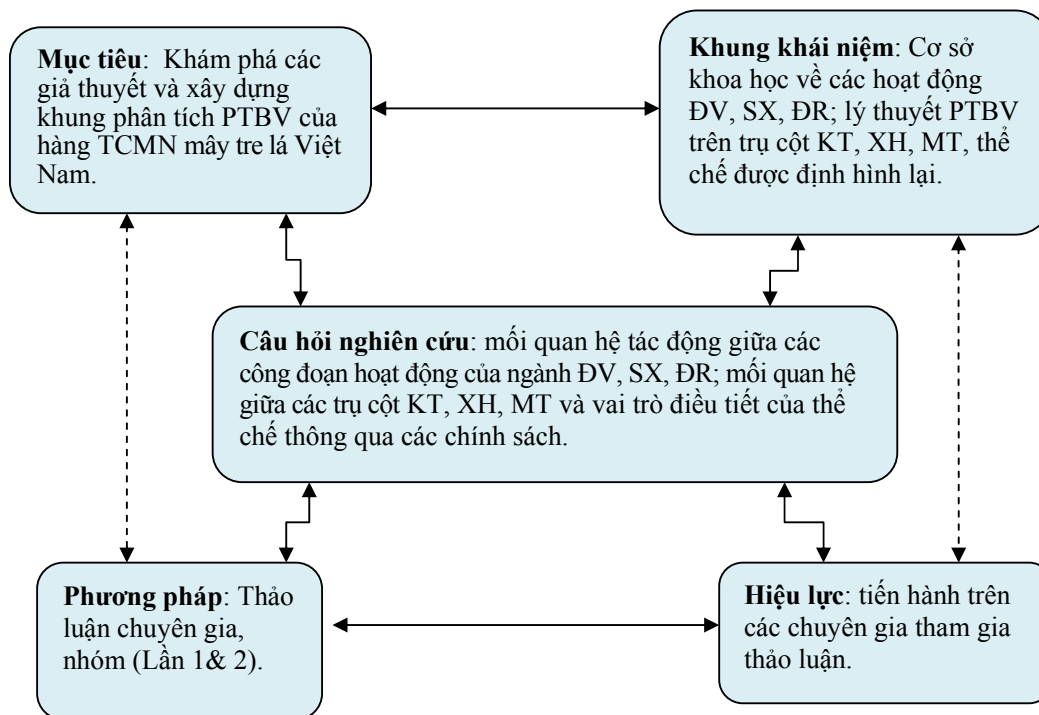 Mục tiêu: Khám phá các
giả thuyết và xây dựng
khung phân tích PTBV của
hàng TCMN mây tre lá Việt
Nam.
Khung khái niệm: Cơ sở
khoa học về các hoạt động
ĐV, SX, ĐR; lý thuyết PTBV
trên trụ cột KT, XH, MT, thể
chế được định hình lại.
Câu hỏi nghiên cứu: mối quan hệ tác động giữa các
công đoạn hoạt động của ngành ĐV, SX, ĐR; mối quan hệ
giữa các trụ cột KT, XH, MT và vai trò điều tiết của thể
chế thông qua các chính sách.
Phương pháp: Thảo
luận chuyên gia,
nhóm (Lần 1& 2).
Hiệu lực: tiến hành trên
các chuyên gia tham gia
thảo luận.